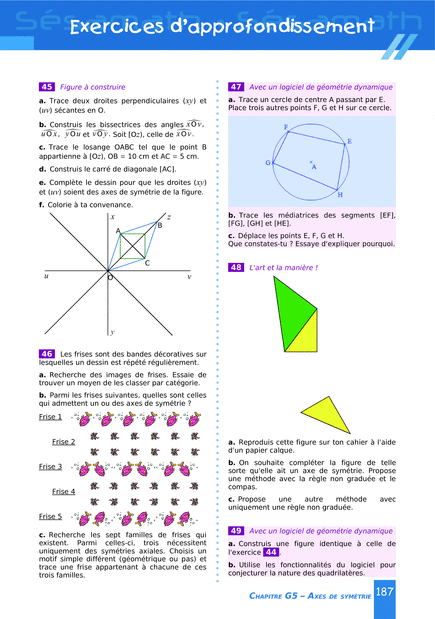 Exercices d'approfondissement
45 Figure à construire
a. Trace deux droites perpendiculaires (xy) et
(uv) sécantes en O.
b. Construis les bissectrices des angles xOv,
uOx, yOu et vOy. Soit [Oz), celle de xOv.
c. Trace le losange OABC tel que le point B
appartienne à [Oz), OB = 10 cm et AC = 5 cm.
d. Construis le carré de diagonale [AC].
e. Complète le dessin pour que les droites (xy)
et (uv) soient des axes de symétrie de la figure.
f. Colorie à ta convenance.
x
z
B
A
C
u
O
v
y
46 Les frises sont des bandes décoratives sur
lesquelles un dessin est répété régulièrement.
a. Recherche des images de frises. Essaie de
trouver un moyen de les classer par catégorie.
b. Parmi les frises suivantes, quelles sont celles
qui admettent un ou des axes de symétrie ?
Frise 1
Frise 2
Frise 3
Frise 4
Frise 5
c. Recherche les sept familles de frises qui
existent. Parmi celles-ci, trois nécessitent
uniquement des symétries axiales. Choisis un
motif simple différent (géométrique ou pas) et
trace une frise appartenant à chacune de ces
trois familles.
47 Avec un logiciel de géométrie dynamique
a. Trace un cercle de centre A passant par E.
Place trois autres points F, G et H sur ce cercle.
F
E
G
A
H
b. Trace les médiatrices des segments [EF],
[FG], [GH] et [HE].
c. Déplace les points E, F, G et H.
Que constates-tu ? Essaye d'expliquer pourquoi.
48 L'art et la manière !
a. Reproduis cette figure sur ton cahier à l'aide
d'un papier calque.
b. On souhaite compléter la figure de telle
sorte qu'elle ait un axe de symétrie. Propose
une méthode avec la règle non graduée et le
compas.
c. Propose une autre méthode avec
uniquement une règle non graduée.
49 Avec un logiciel de géométrie dynamique
a. Construis une figure identique à celle de
l'exercice 44.
b. Utilise les fonctionnalités du logiciel pour
conjecturer la nature des quadrilatères.
CHAPITRE G5 – AXES DE SYMÉTRIE 187